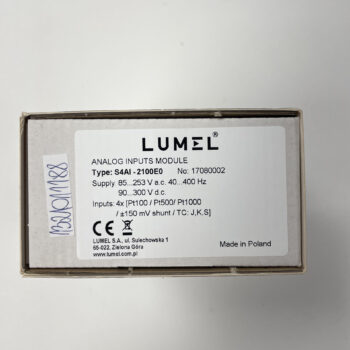 LUMEL
ANALOG INPUTS MODULE
Type: S4AI - 2100E0 No: 17080002
Supply 85...253 V a.c. 40...400 Hz
90...300 V d.c.
Inputs: 4x [Pt100 / Pt500/ Pt1000
/ ±150 mV shunt / TC: J,K,S]
CE
LUMEL S.A., ul. Sulechowska 1
65-022, Zielona Góra
www.lumel.com.pl
Made in Poland